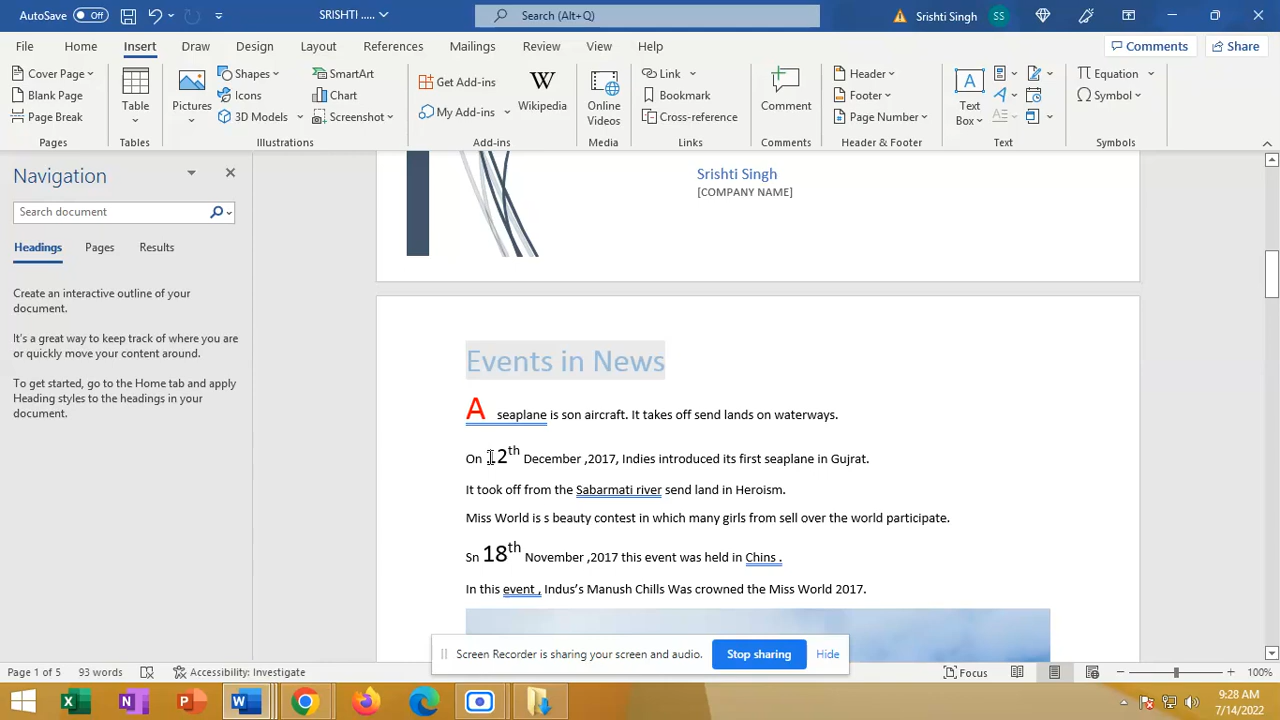 AutoSave Off SRISHTI ..... Search (Alt+Q) Srishti Singh SS
File Home Insert Draw Design Layout References Mailings Review View Help Comments Share
Cover Page
Blank Page
Page Break
Pages
Table
Tables
Pictures
Shapes
Icons
3D Models
SmartArt
Chart
Screenshot
Illustrations
Get Add-ins
My Add-ins
Wikipedia
Add-ins
Online
Videos
Media
Link
Bookmark
Cross-reference
Links
Comment
Comments
Header
Footer
Page Number
Header & Footer
Text
Box
Text
Equation
Symbol
Symbols
Navigation
Search document
Headings Pages Results
Create an interactive outline of your
document.
It's a great way to keep track of where you are
or quickly move your content around.
To get started, go to the Home tab and apply
Heading styles to the headings in your
document.
Srishti Singh
[COMPANY NAME]
Events in News
A seaplane is son aircraft. It takes off send lands on waterways.
On 2th December ,2017, Indies introduced its first seaplane in Gujrat.
It took off from the Sabarmati river send land in Heroism.
Miss World is s beauty contest in which many girls from sell over the world participate.
Sn 18th November ,2017 this event was held in Chins .
In this event , Indus's Manush Chills Was crowned the Miss World 2017.
Screen Recorder is sharing your screen and audio. Stop sharing Hide
Page 1 of 5 93 words Accessibility: Investigate Focus 100%
9:28 AM
7/14/2022